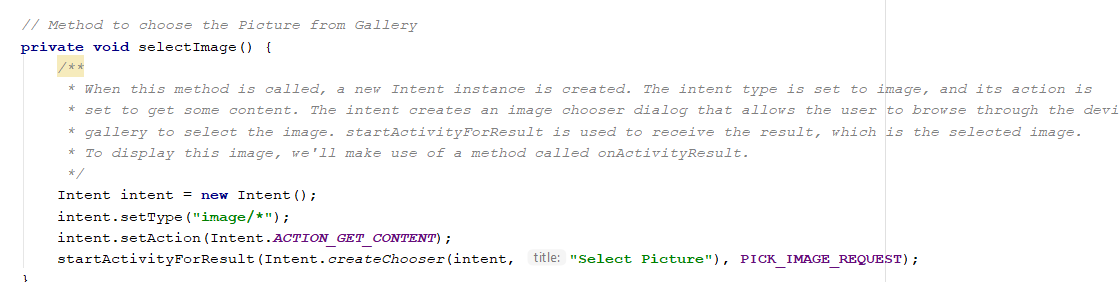 // Method to choose the Picture from Gallery
private void selectImage() {
/**
* When this method is called, a new Intent instance is created. The intent type is set to image, and its action is
* set to get some content. The intent creates an image chooser dialog that allows the user to browse through the devi
* gallery to select the image. startActivityForResult is used to receive the result, which is the selected image.
* To display this image, we'll make use of a method called onActivityResult.
*/
Intent intent = new Intent();
intent.setType("image/*");
intent.setAction(Intent.ACTION_GET_CONTENT);
startActivityForResult(Intent.createChooser(intent, title: "Select Picture"), PICK_IMAGE_REQUEST);
}